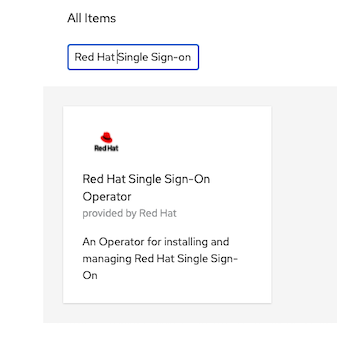 All Items
Red Hat Single Sign-on
Red Hat
Red Hat Single Sign-On
Operator
provided by Red Hat
An Operator for installing and
managing Red Hat Single Sign-
On